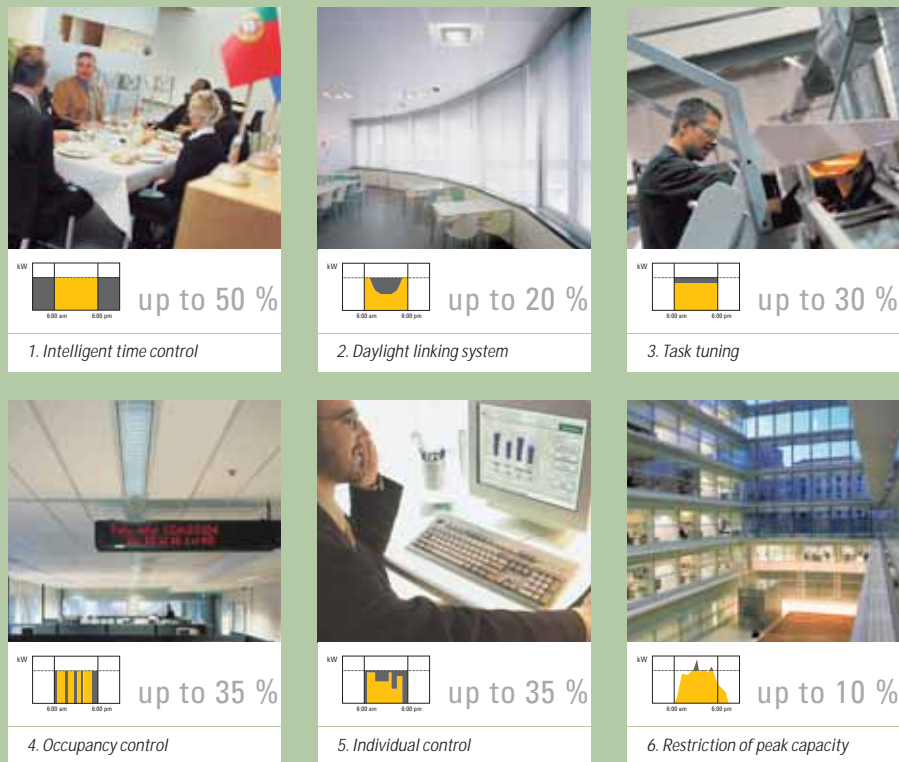 kW
6:00 am 6:00 pm
up to 50 %
1. Intelligent time control
kW
6:00 am 6:00 pm
up to 20 %
2. Daylight linking system
kW
6:00 am 6:00 pm
up to 30 %
3. Task tuning
kW
6:00 am 6:00 pm
up to 35 %
4. Occupancy control
kW
6:00 am 6:00 pm
up to 35 %
5. Individual control
kW
6:00 am 6:00 pm
up to 10 %
6. Restriction of peak capacity